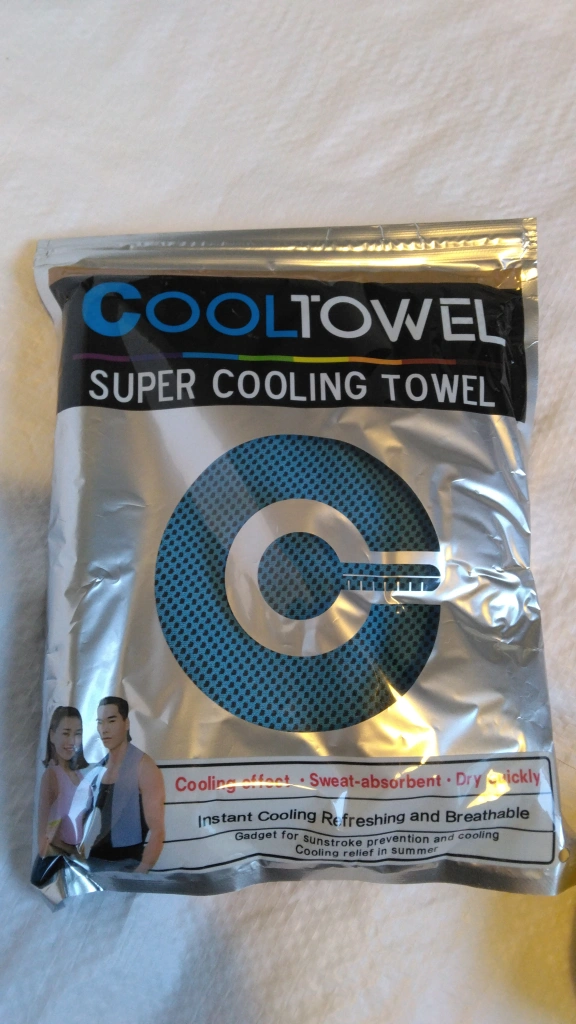 COOLTOWEL
SUPER COOLING TOWEL
Cooling effect · Sweat-absorbent · Dry Quickly
Instant Cooling Refreshing and Breathable
Gadget for sunstroke prevention and cooling
Cooling relief in summer